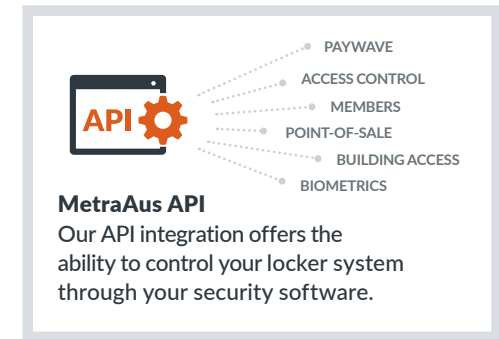 PAYWAVE
ACCESS CONTROL
MEMBERS
POINT-OF-SALE
BUILDING ACCESS
BIOMETRICS
API
MetraAus API
Our API integration offers the
ability to control your locker system
through your security software.